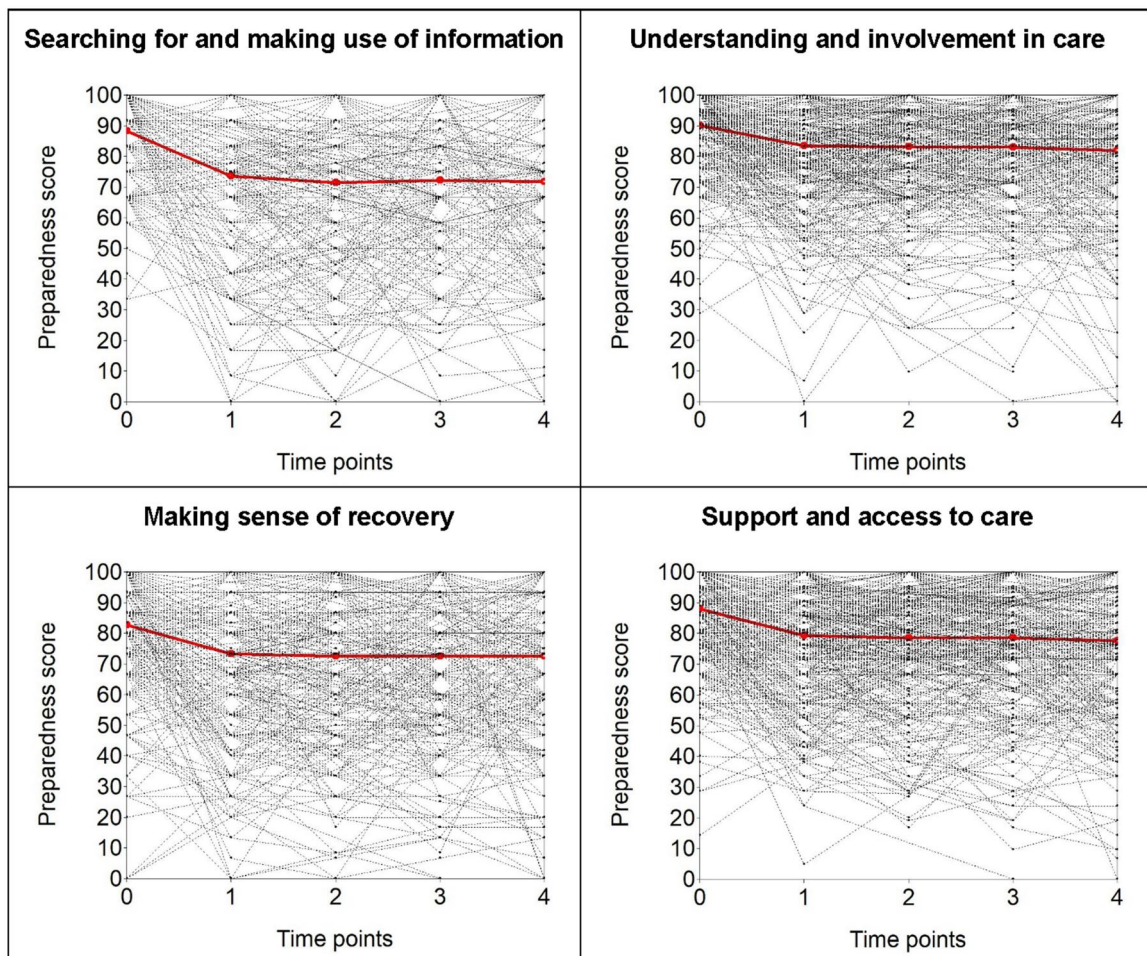 Searching for and making use of information
Preparedness score
100
90
80
70
60
50
40
30
20
10
0
0 1 2 3 4
Time points
Understanding and involvement in care
Preparedness score
100
90
80
70
60
50
40
30
20
10
0
0 1 2 3 4
Time points
Making sense of recovery
Preparedness score
100
90
80
70
60
50
40
30
20
10
0
0 1 2 3 4
Time points
Support and access to care
Preparedness score
100
90
80
70
60
50
40
30
20
10
0
0 1 2 3 4
Time points